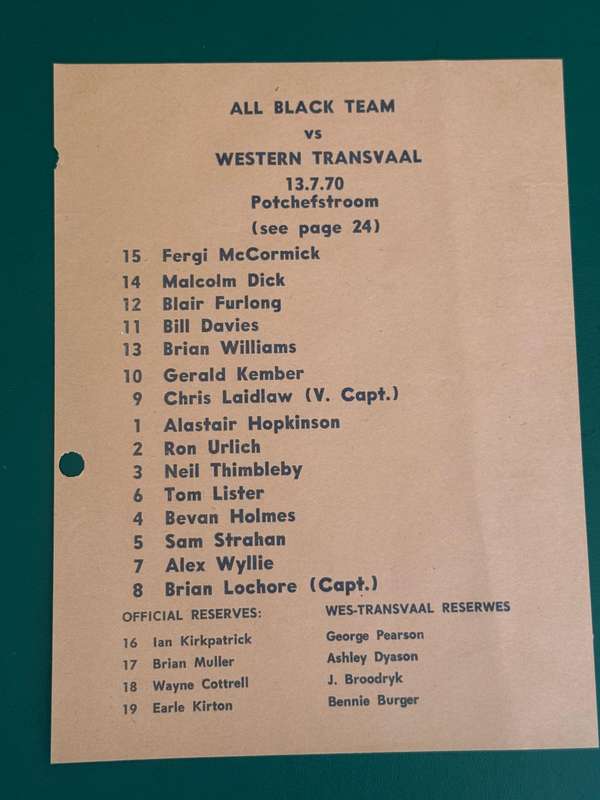 ALL BLACK TEAM
vs
WESTERN TRANSVAAL
13.7.70
Potchefstroom
(see page 24)
15 Fergi McCormick
14 Malcolm Dick
12 Blair Furlong
11 Bill Davies
13 Brian Williams
10 Gerald Kember
9 Chris Laidlaw (V. Capt.)
1 Alastair Hopkinson
2 Ron Urlich
3 Neil Thimbleby
6 Tom Lister
4 Bevan Holmes
5 Sam Strahan
7 Alex Wyllie
8 Brian Lochore (Capt.)
OFFICIAL RESERVES:
16 Ian Kirkpatrick
17 Brian Muller
18 Wayne Cottrell
19 Earle Kirton
WES-TRANSVAAL RESERWES
George Pearson
Ashley Dyason
J. Broodryk
Bennie Burger